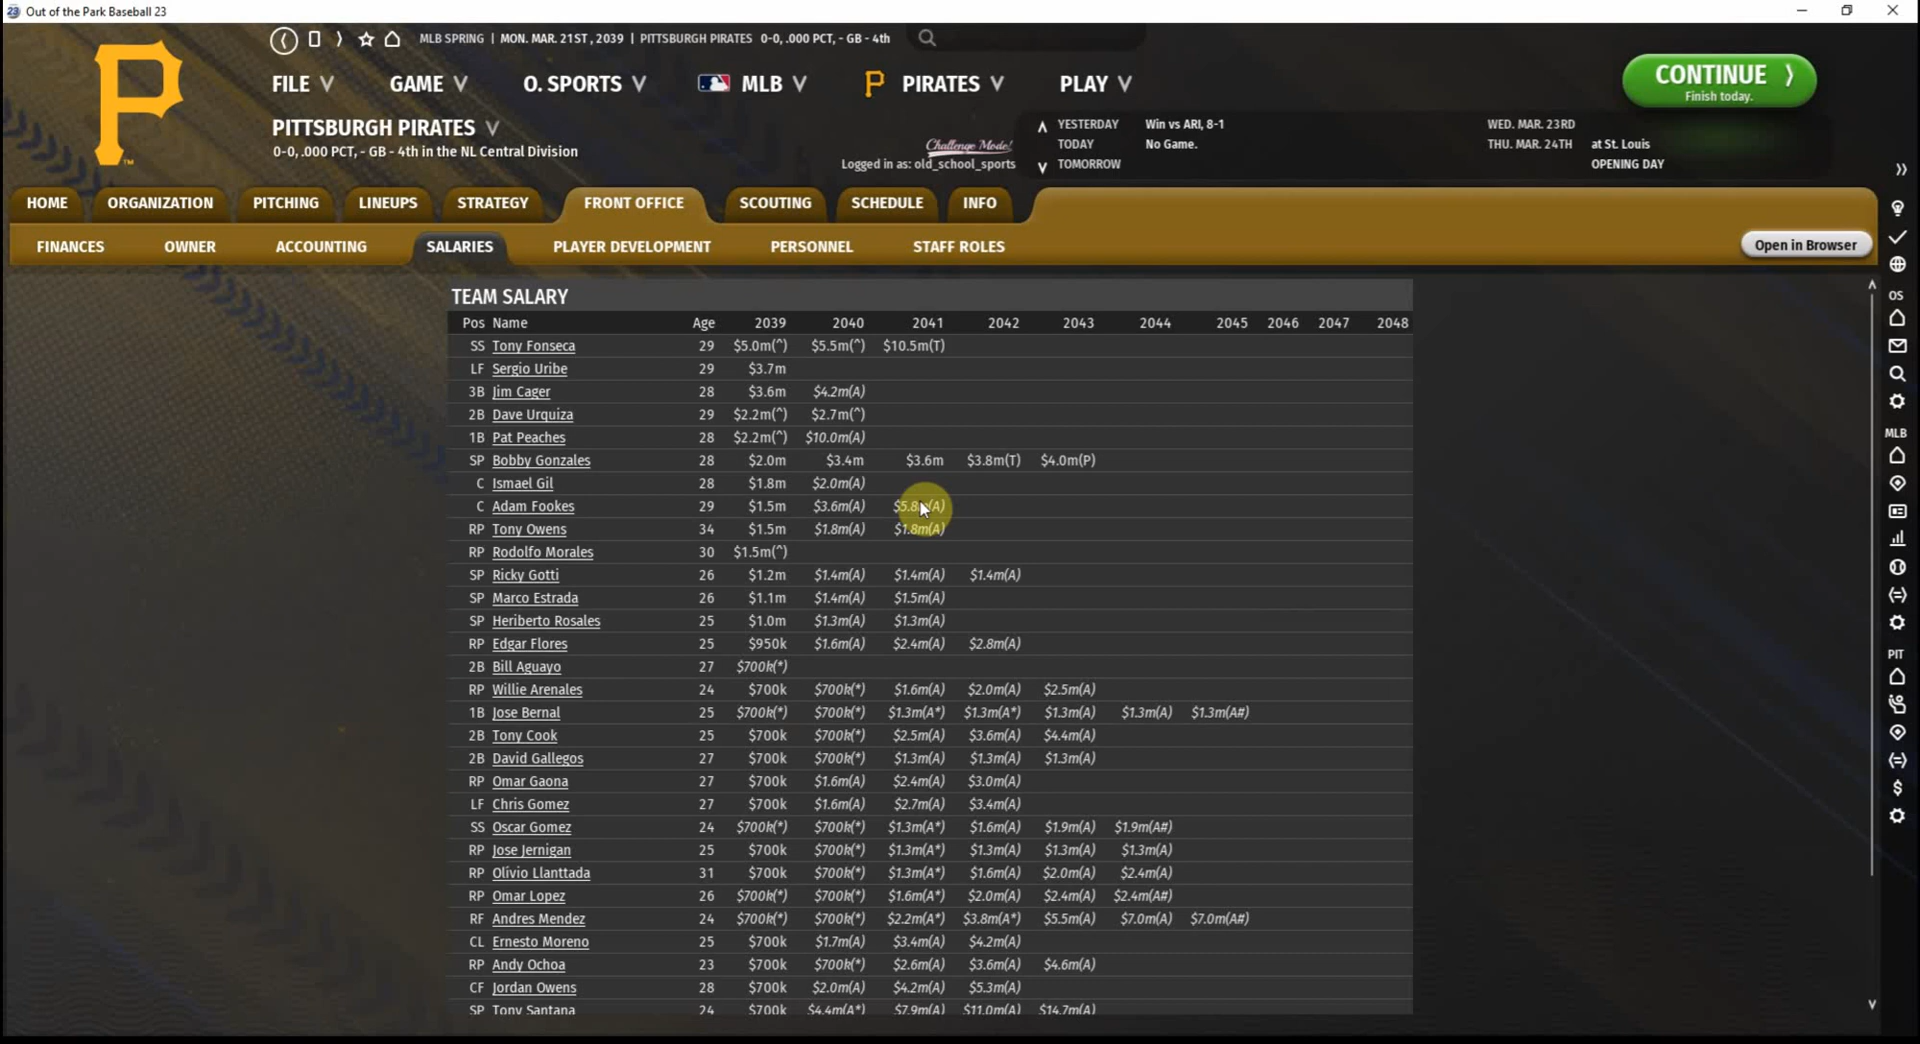 23 Out of the Park Baseball 23
MLB SPRING | MON. MAR. 21ST , 2039 | PITTSBURGH PIRATES 0-0, .000 PCT, - GB - 4th
FILE GAME O. SPORTS MLB PIRATES PLAY
CONTINUE
Finish today.
P
PITTSBURGH PIRATES
0-0, .000 PCT, - GB - 4th in the NL Central Division
Challenge Mode!
Logged in as: old_school_sports
YESTERDAY Win vs ARI, 8-1 WED. MAR. 23RD
TODAY No Game. THU. MAR. 24TH at St. Louis
TOMORROW OPENING DAY
HOME ORGANIZATION PITCHING LINEUPS STRATEGY FRONT OFFICE SCOUTING SCHEDULE INFO
FINANCES OWNER ACCOUNTING SALARIES PLAYER DEVELOPMENT PERSONNEL STAFF ROLES Open in Browser
TEAM SALARY
Pos Name Age 2039 2040 2041 2042 2043 2044 2045 2046 2047 2048
SS Tony Fonseca 29 $5.0m(^) $5.5m(^) $10.5m(T)
LF Sergio Uribe 29 $3.7m
3B Jim Cager 28 $3.6m $4.2m(A)
2B Dave Urquiza 29 $2.2m(^) $2.7m(^)
1B Pat Peaches 28 $2.2m(^) $10.0m(A)
SP Bobby Gonzales 28 $2.0m $3.4m $3.6m $3.8m(T) $4.0m(P)
C Ismael Gil 28 $1.8m $2.0m(A)
C Adam Fookes 29 $1.5m $3.6m(A) $5.8m(A)
RP Tony Owens 34 $1.5m $1.8m(A) $1.8m(A)
RP Rodolfo Morales 30 $1.5m(^)
SP Ricky Gotti 26 $1.2m $1.4m(A) $1.4m(A) $1.4m(A)
SP Marco Estrada 26 $1.1m $1.4m(A) $1.5m(A)
SP Heriberto Rosales 25 $1.0m $1.3m(A) $1.3m(A)
RP Edgar Flores 25 $950k $1.6m(A) $2.4m(A) $2.8m(A)
2B Bill Aguayo 27 $700k(*)
RP Willie Arenales 24 $700k $700k(*) $1.6m(A) $2.0m(A) $2.5m(A)
1B Jose Bernal 25 $700k(*) $700k(*) $1.3m(A*) $1.3m(A*) $1.3m(A) $1.3m(A) $1.3m(A#)
2B Tony Cook 25 $700k $700k(*) $2.5m(A) $3.6m(A) $4.4m(A)
2B David Gallegos 27 $700k $700k(*) $1.3m(A) $1.3m(A) $1.3m(A)
RP Omar Gaona 27 $700k $1.6m(A) $2.4m(A) $3.0m(A)
LF Chris Gomez 27 $700k $1.6m(A) $2.7m(A) $3.4m(A)
SS Oscar Gomez 24 $700k(*) $700k(*) $1.3m(A*) $1.6m(A) $1.9m(A) $1.9m(A#)
RP Jose Jernigan 25 $700k $700k(*) $1.3m(A*) $1.3m(A) $1.3m(A) $1.3m(A)
RP Olivio Llanttada 31 $700k $700k(*) $1.3m(A*) $1.6m(A) $2.0m(A) $2.4m(A)
RP Omar Lopez 26 $700k(*) $700k(*) $1.6m(A*) $2.0m(A) $2.4m(A) $2.4m(A#)
RF Andres Mendez 24 $700k(*) $700k(*) $2.2m(A*) $3.8m(A*) $5.5m(A) $7.0m(A) $7.0m(A#)
CL Ernesto Moreno 25 $700k $1.7m(A) $3.4m(A) $4.2m(A)
RP Andy Ochoa 23 $700k $700k(*) $2.6m(A) $3.6m(A) $4.6m(A)
CF Jordan Owens 28 $700k $2.0m(A) $4.2m(A) $5.3m(A)
SP Tony Santana 24 $700k $4.4m(A*) $7.9m(A) $11.0m(A) $14.7m(A)
OS
MLB
PIT